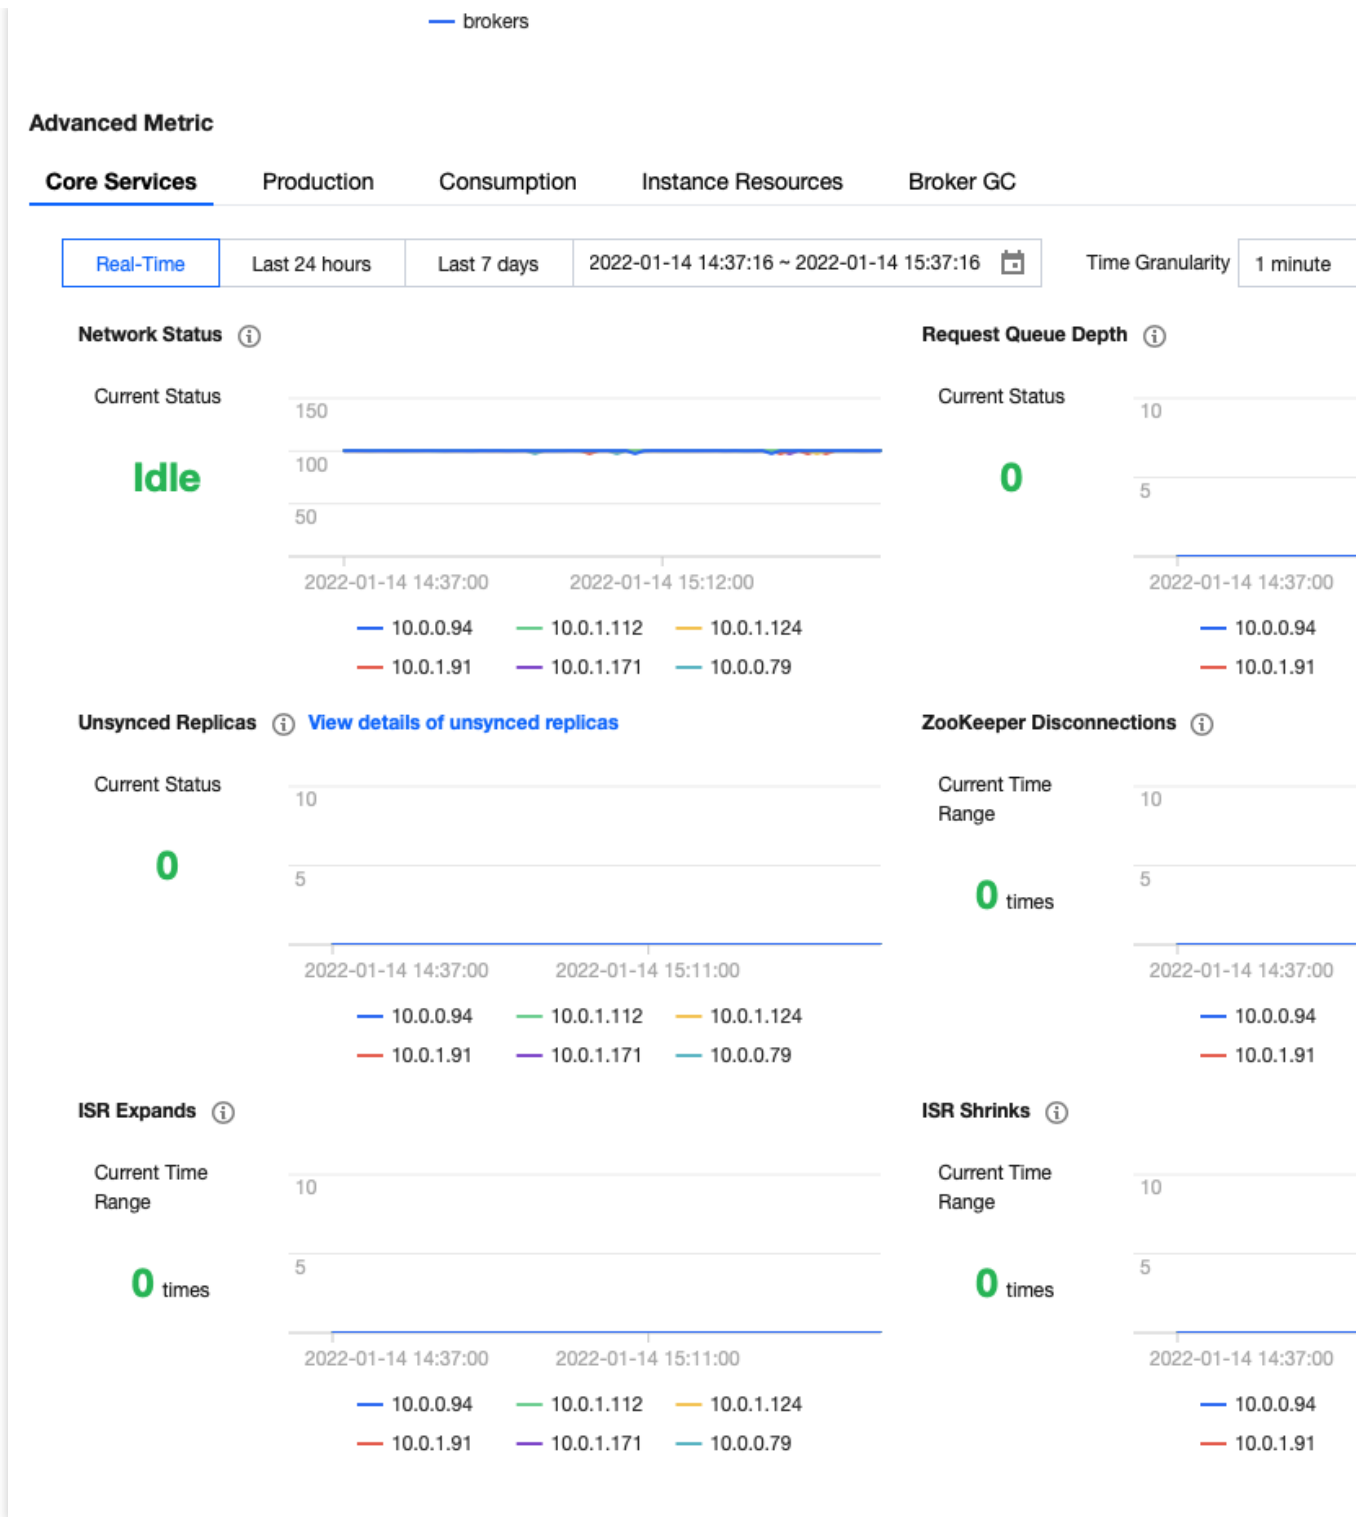 brokers
Advanced Metric
Core Services Production Consumption Instance Resources Broker GC
Real-Time Last 24 hours Last 7 days 2022-01-14 14:37:16 ~ 2022-01-14 15:37:16 Time Granularity 1 minute
Network Status
Current Status
Idle
150
100
50
2022-01-14 14:37:00 2022-01-14 15:12:00
10.0.0.94 10.0.1.112 10.0.1.124
10.0.1.91 10.0.1.171 10.0.0.79
Request Queue Depth
Current Status
0
10
5
2022-01-14 14:37:00
10.0.0.94
10.0.1.91
Unsynced Replicas View details of unsynced replicas
Current Status
0
10
5
2022-01-14 14:37:00 2022-01-14 15:11:00
10.0.0.94 10.0.1.112 10.0.1.124
10.0.1.91 10.0.1.171 10.0.0.79
ZooKeeper Disconnections
Current Time
Range
0 times
10
5
2022-01-14 14:37:00
10.0.0.94
10.0.1.91
ISR Expands
Current Time
Range
0 times
10
5
2022-01-14 14:37:00 2022-01-14 15:11:00
10.0.0.94 10.0.1.112 10.0.1.124
10.0.1.91 10.0.1.171 10.0.0.79
ISR Shrinks
Current Time
Range
0 times
10
5
2022-01-14 14:37:00
10.0.0.94
10.0.1.91